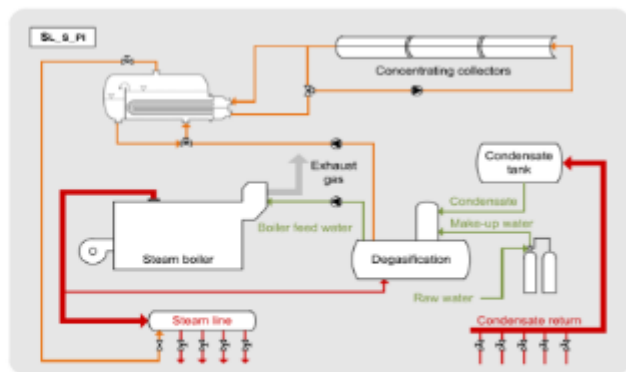 SL_S_PI
Concentrating collectors
Exhaust
gas
Condensate
tank
Condensate
Boiler feed water
Make-up water
Steam boiler
Degasification
Raw water
Steam line
Condensate return